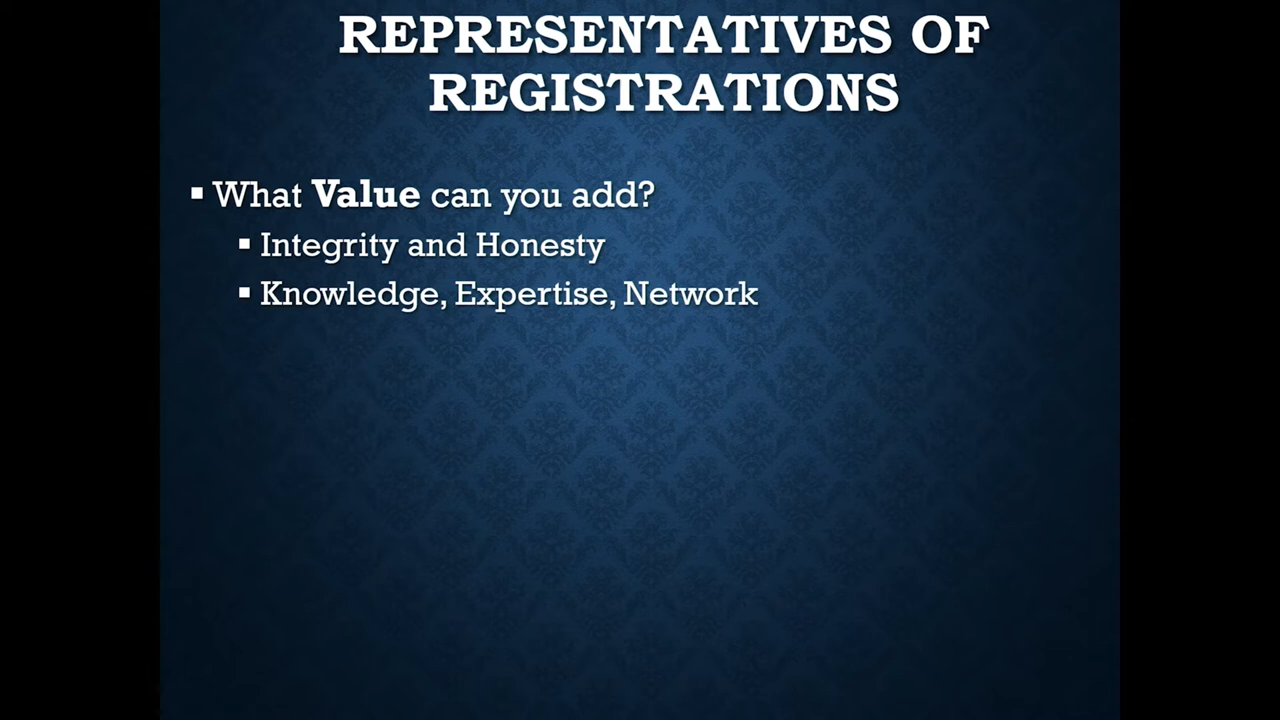 REPRESENTATIVES OF
REGISTRATIONS
▪ What Value can you add?
▪ Integrity and Honesty
▪ Knowledge, Expertise, Network